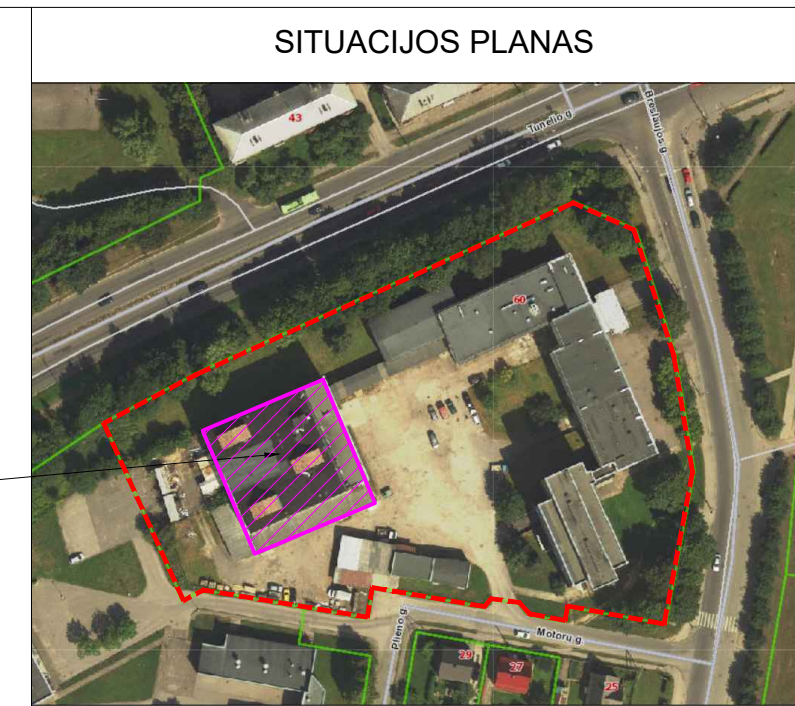 SITUACIJOS PLANAS
43
Tunelio g.
Breslaujos g.
60
Plieno g.
Motorų g.
29
27
25